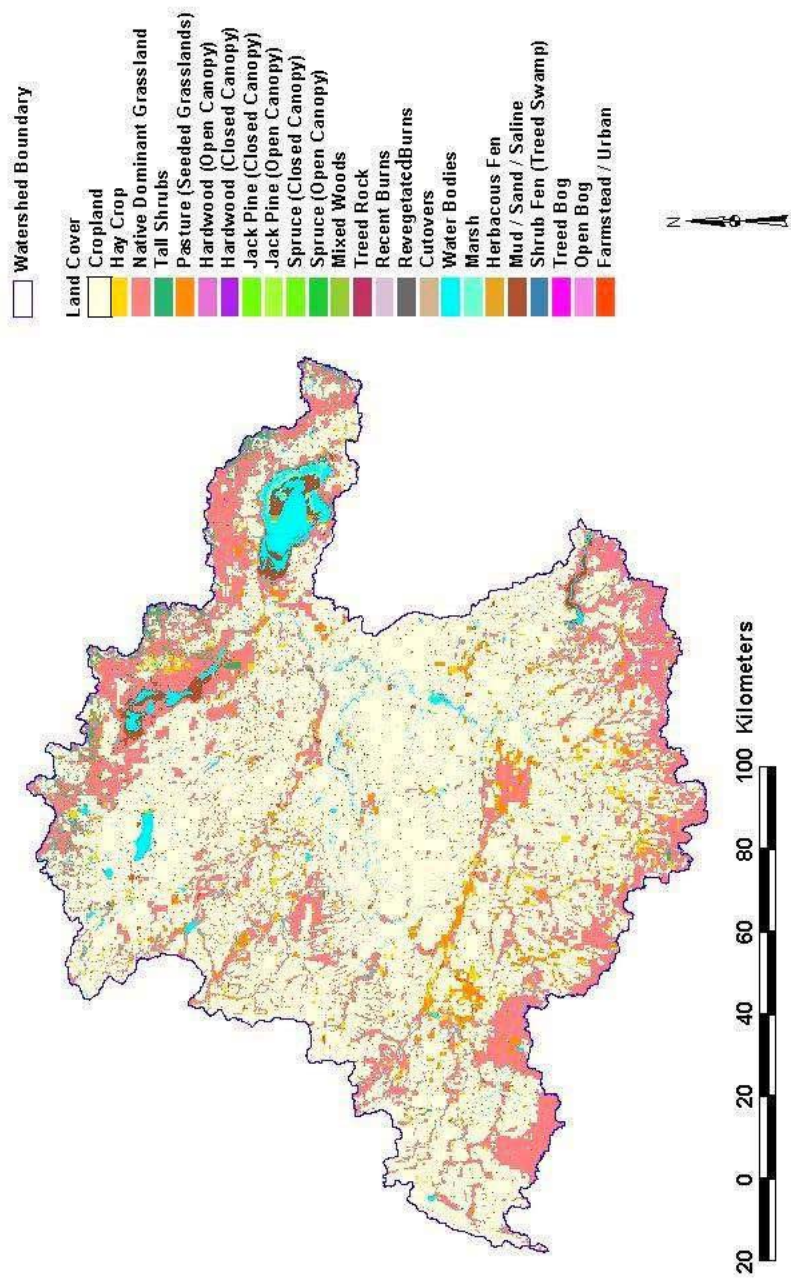 Watershed Boundary
Land Cover
Cropland
Hay Crop
Native Dominant Grassland
Tall Shrubs
Pasture (Seeded Grasslands)
Hardwood (Open Canopy)
Hardwood (Closed Canopy)
Jack Pine (Closed Canopy)
Jack Pine (Open Canopy)
Spruce (Closed Canopy)
Spruce (Open Canopy)
Mixed Woods
Treed Rock
Recent Burns
RevegetatedBurns
Cutovers
Water Bodies
Marsh
Herbacous Fen
Mud / Sand / Saline
Shrub Fen (Treed Swamp)
Treed Bog
Open Bog
Farmstead / Urban
N
20 0 20 40 60 80 100 Kilometers